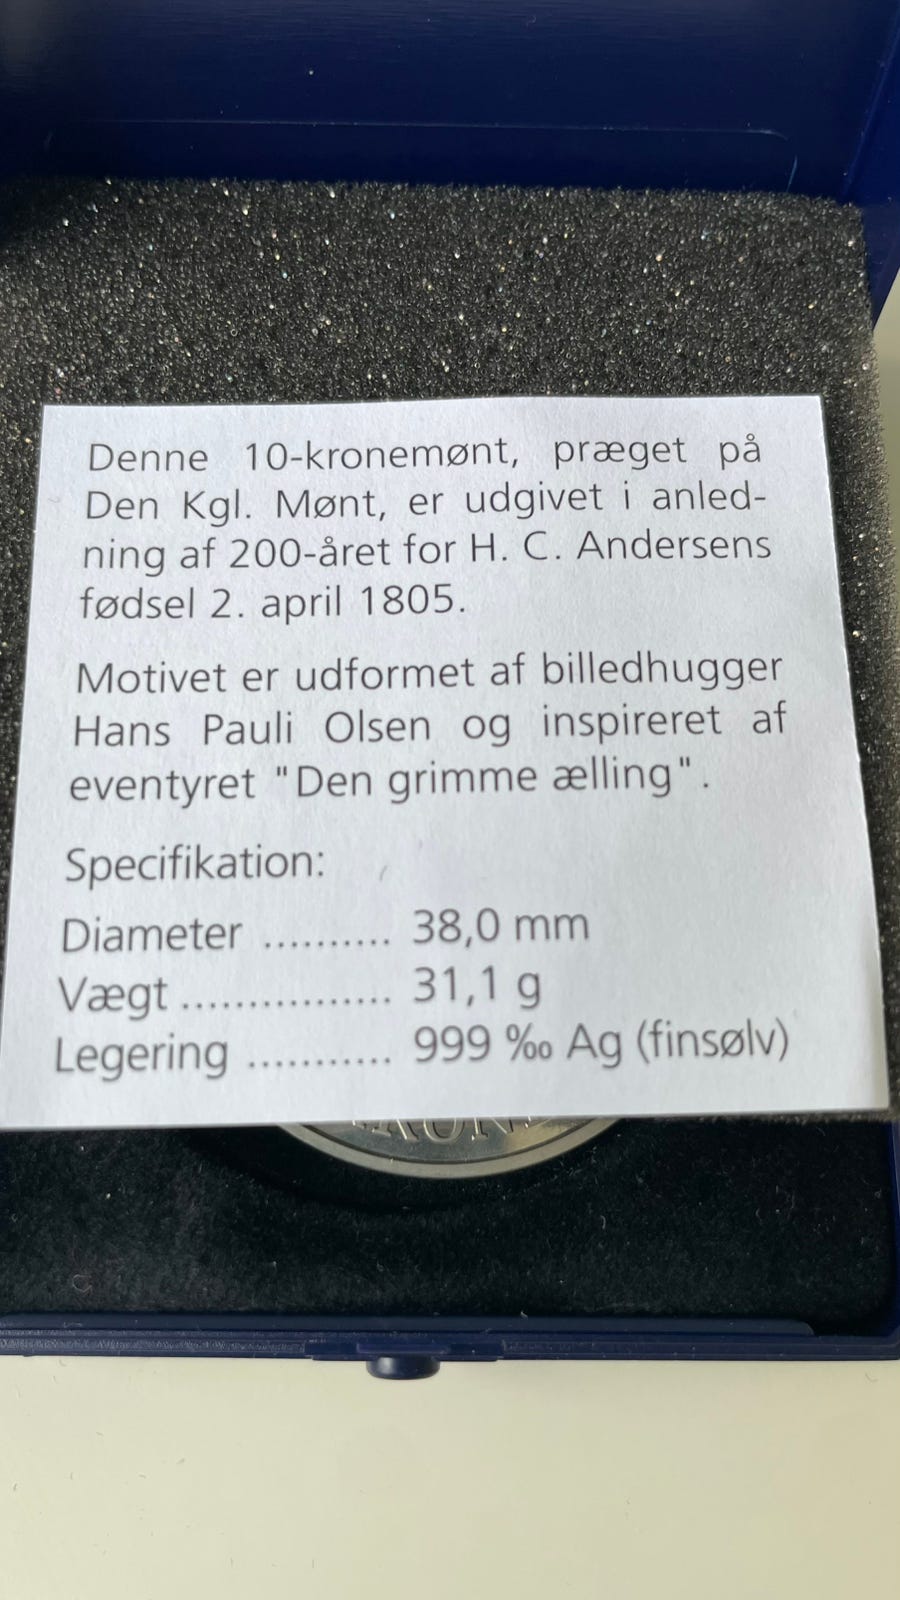 Denne 10-kronemønt, præget på
Den Kgl. Mønt, er udgivet i anled-
ning af 200-året for H. C. Andersens
fødsel 2. april 1805.
Motivet er udformet af billedhugger
Hans Pauli Olsen og inspireret af
eventyret "Den grimme ælling".
Specifikation:
Diameter .......... 38,0 mm
Vægt ................ 31,1 g
Legering ........... 999 ‰ Ag (finsølv)